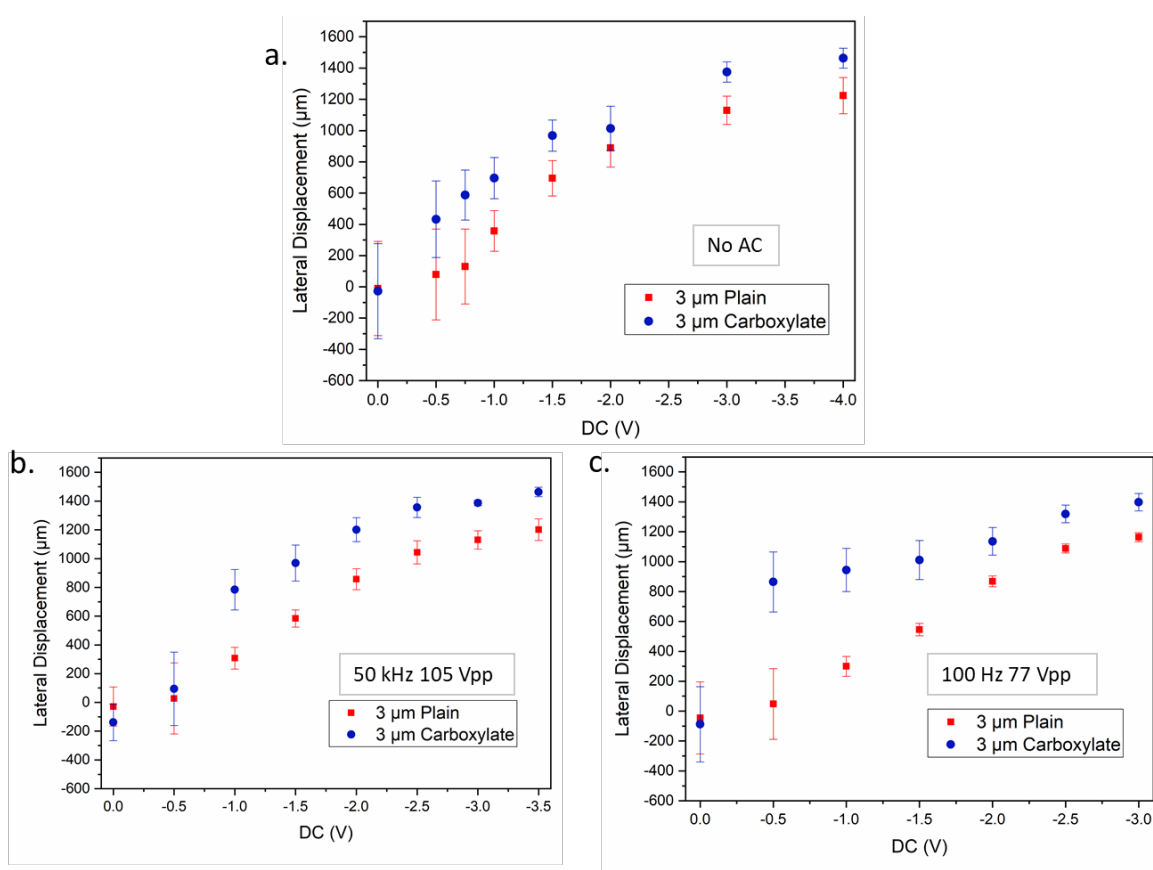 a.
1600
1400
1200
1000
800
600
400
200
0
-200
-400
-600
Lateral Displacement (µm)
No AC
3 µm Plain
3 µm Carboxylate
0.0 -0.5 -1.0 -1.5 -2.0 -2.5 -3.0 -3.5 -4.0
DC (V)
b.
1600
1400
1200
1000
800
600
400
200
0
-200
-400
-600
Lateral Displacement (µm)
50 kHz 105 Vpp
3 µm Plain
3 µm Carboxylate
0.0 -0.5 -1.0 -1.5 -2.0 -2.5 -3.0 -3.5
DC (V)
c.
1600
1400
1200
1000
800
600
400
200
0
-200
-400
-600
Lateral Displacement (µm)
100 Hz 77 Vpp
3 µm Plain
3 µm Carboxylate
0.0 -0.5 -1.0 -1.5 -2.0 -2.5 -3.0
DC (V)